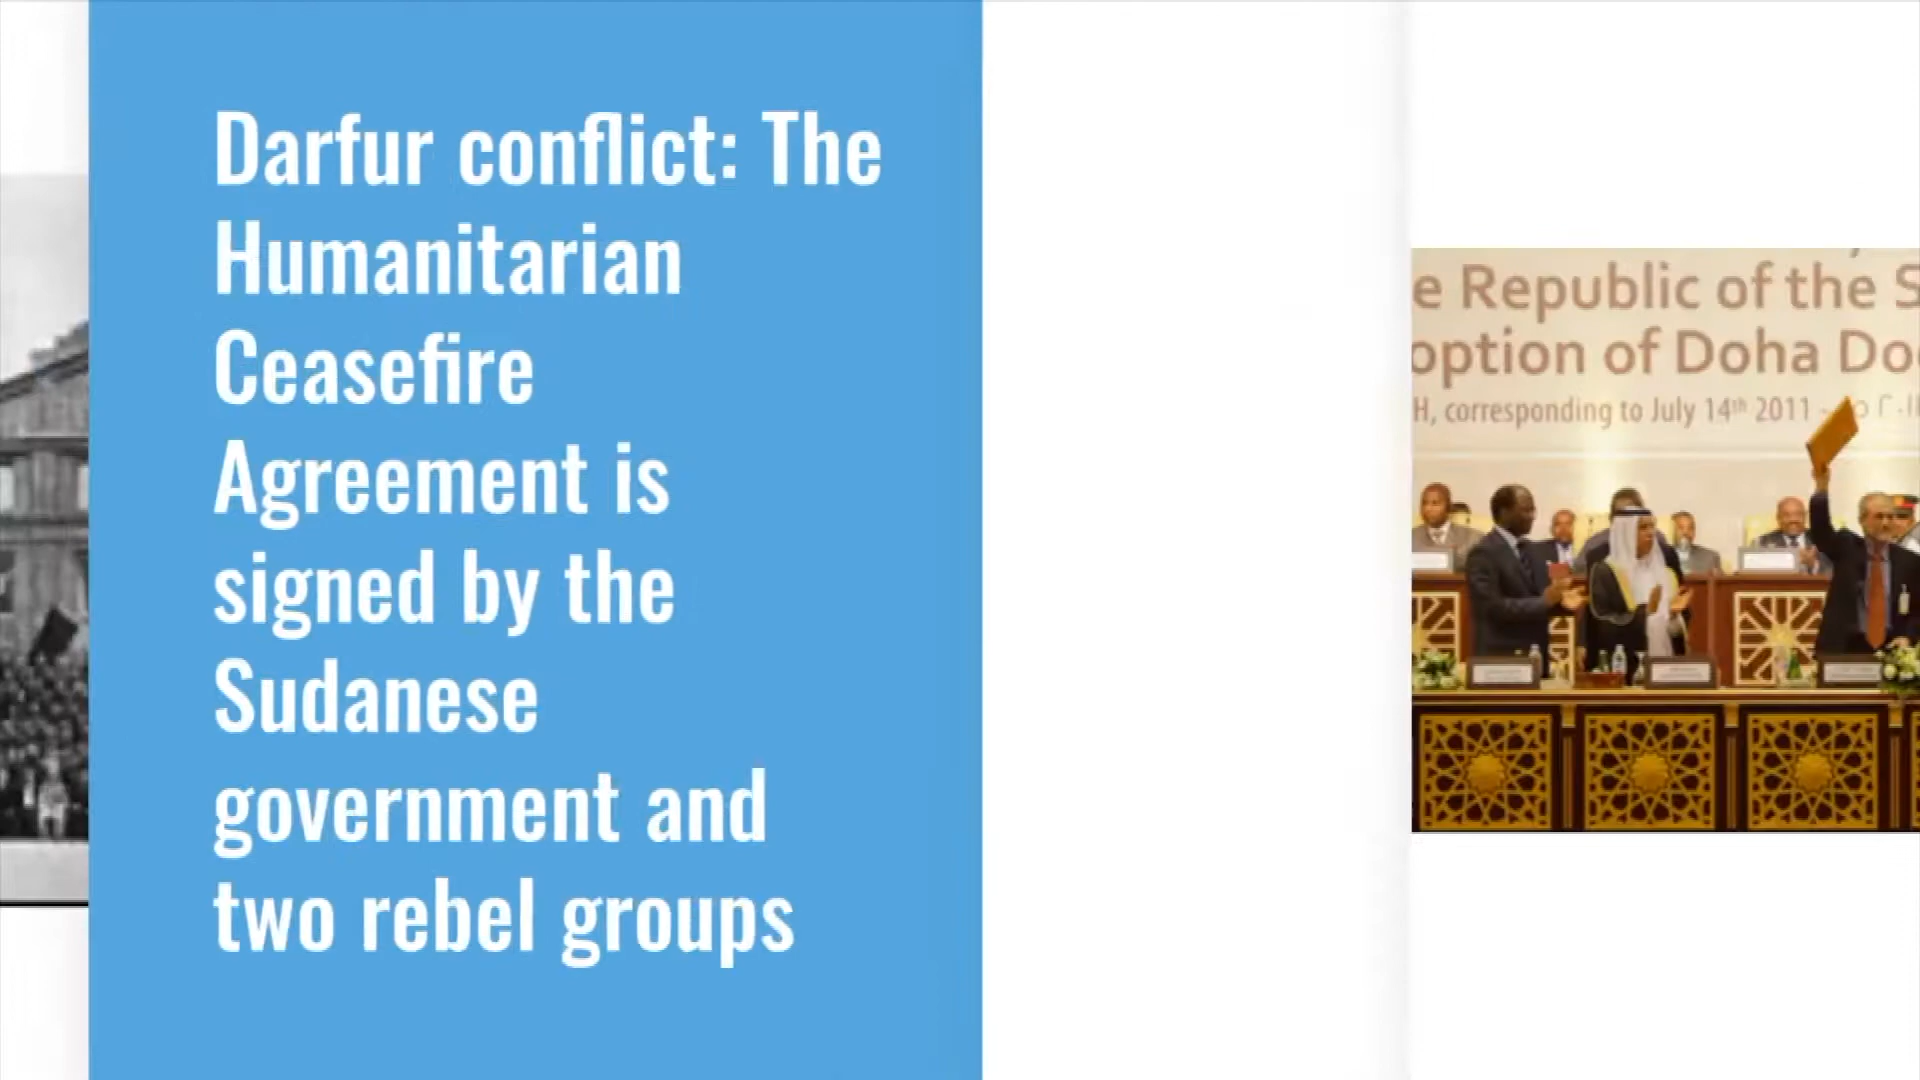 Darfur conflict: The
Humanitarian
Ceasefire
Agreement is
signed by the
Sudanese
government and
two rebel groups
e Republic of the S
option of Doha Do
H, corresponding to July 14th 2011 -